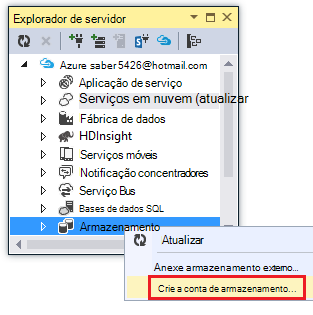 Explorador de servidor
Azure saber5426@hotmail.com
Aplicação de serviço
Serviços em nuvem (atualizar
Fábrica de dados
HDInsight
Serviços móveis
Notificação concentradores
Serviço Bus
Bases de dados SQL
Armazenamento
Atualizar
Anexe armazenamento externo...
Crie a conta de armazenamento...